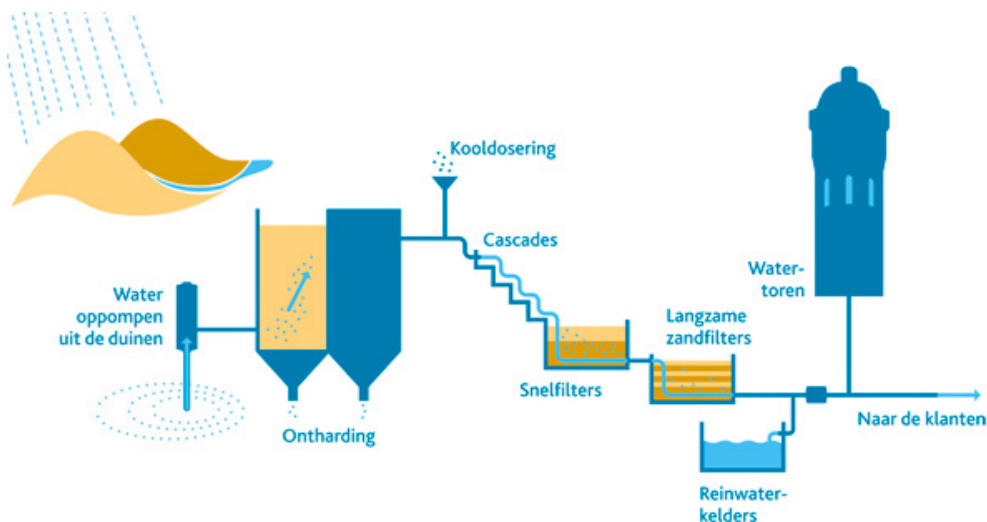 Kooldosering
Cascades
Water
oppompen
uit de duinen
Ontharding
Snelfilters
Langzame
zandfilters
Water-
toren
Naar de klanten
Reinwater-
kelders